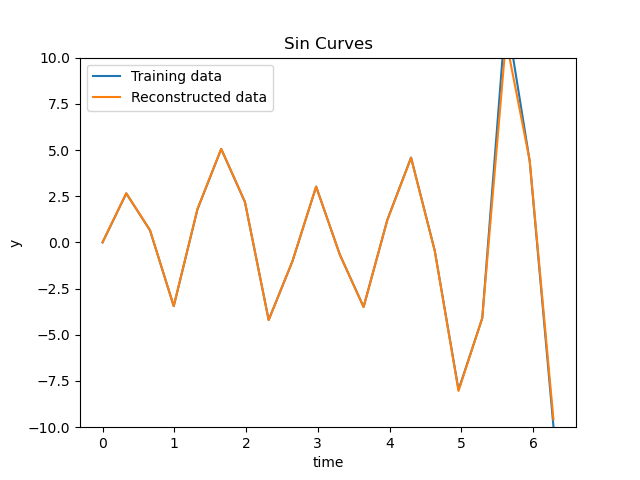 Sin Curves
Training data
Reconstructed data
10.0
7.5
5.0
2.5
0.0
−2.5
−5.0
−7.5
−10.0
y
0 1 2 3 4 5 6
time